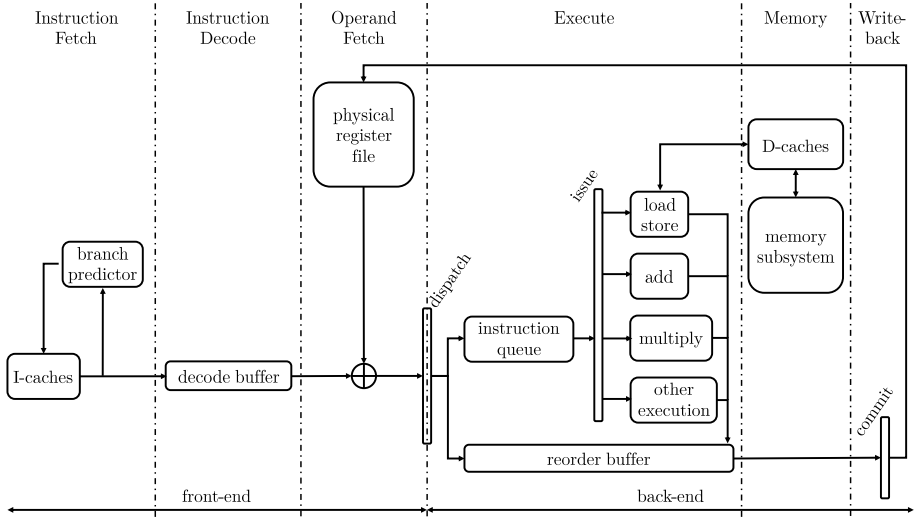 Instruction
Fetch
Instruction
Decode
Operand
Fetch
Execute
Memory
Write-
back
physical
register
file
D-caches
issue
load
store
memory
subsystem
branch
predictor
add
dispatch
instruction
queue
multiply
I-caches
decode buffer
other
execution
commit
reorder buffer
front-end
back-end